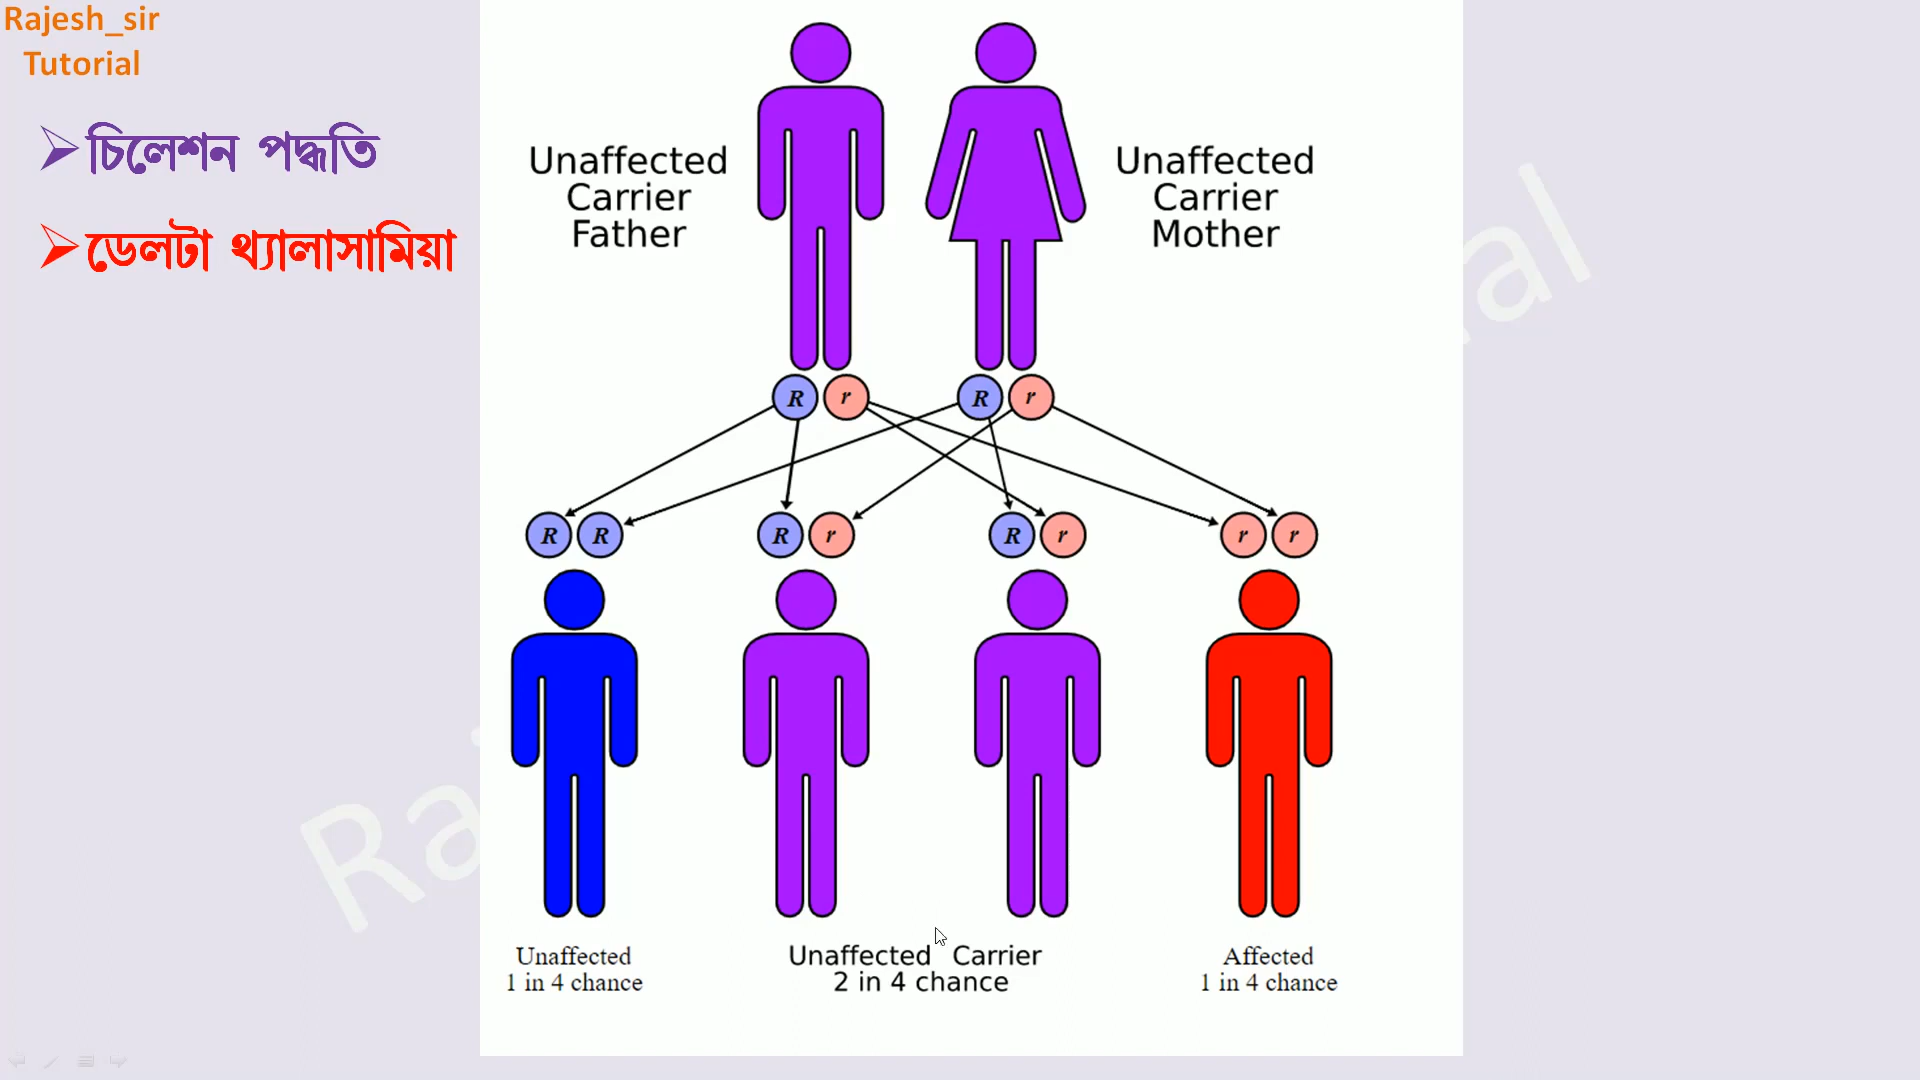 Rajesh_sir
Tutorial
চিলেশন পদ্ধতি
ডেলটা থ্যালাসামিয়া
Unaffected
Carrier
Father
Unaffected
Carrier
Mother
R r R r
R R R r R r r r
Unaffected
1 in 4 chance
Unaffected Carrier
2 in 4 chance
Affected
1 in 4 chance